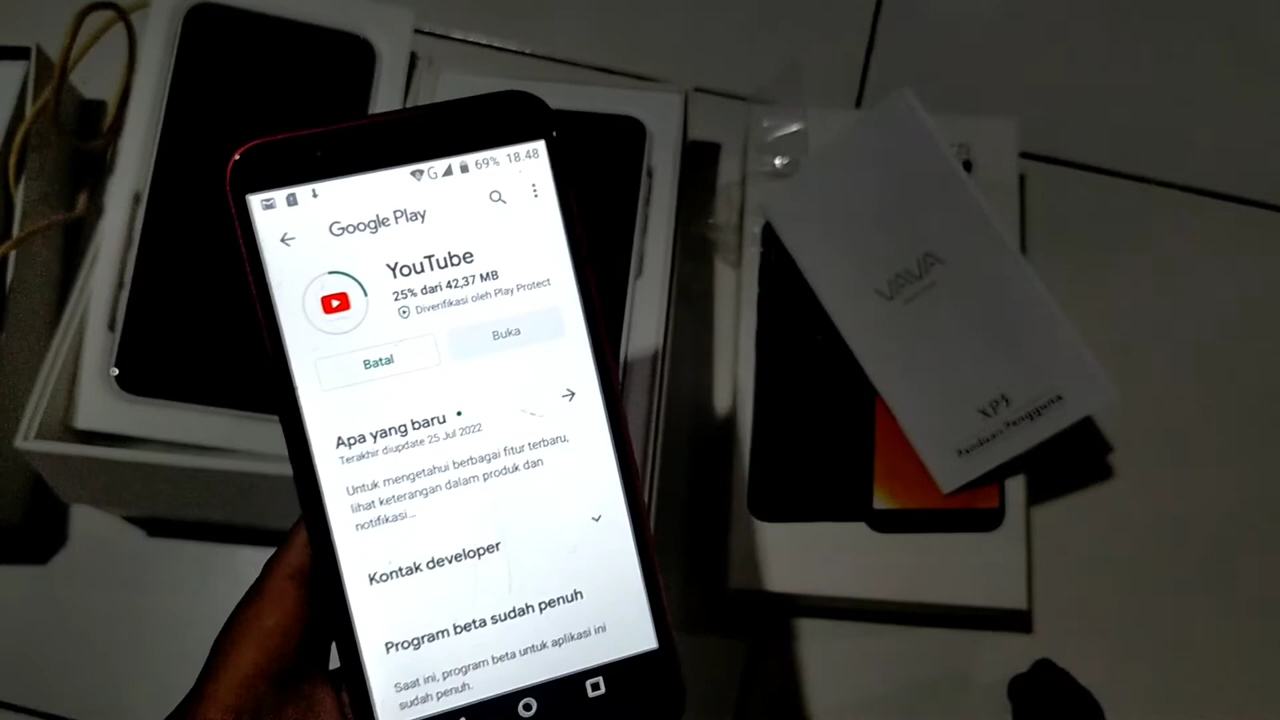 G 69% 18.48
Google Play
YouTube
25% dari 42,37 MB
Diverifikasi oleh Play Protect
Batal
Buka
Apa yang baru
Terakhir diupdate 25 Jul 2022
Untuk mengetahui berbagai fitur terbaru,
lihat keterangan dalam produk dan
notifikasi...
Kontak developer
Program beta sudah penuh
Saat ini, program beta untuk aplikasi ini
sudah penuh.
VAVA
Panduan Pengguna